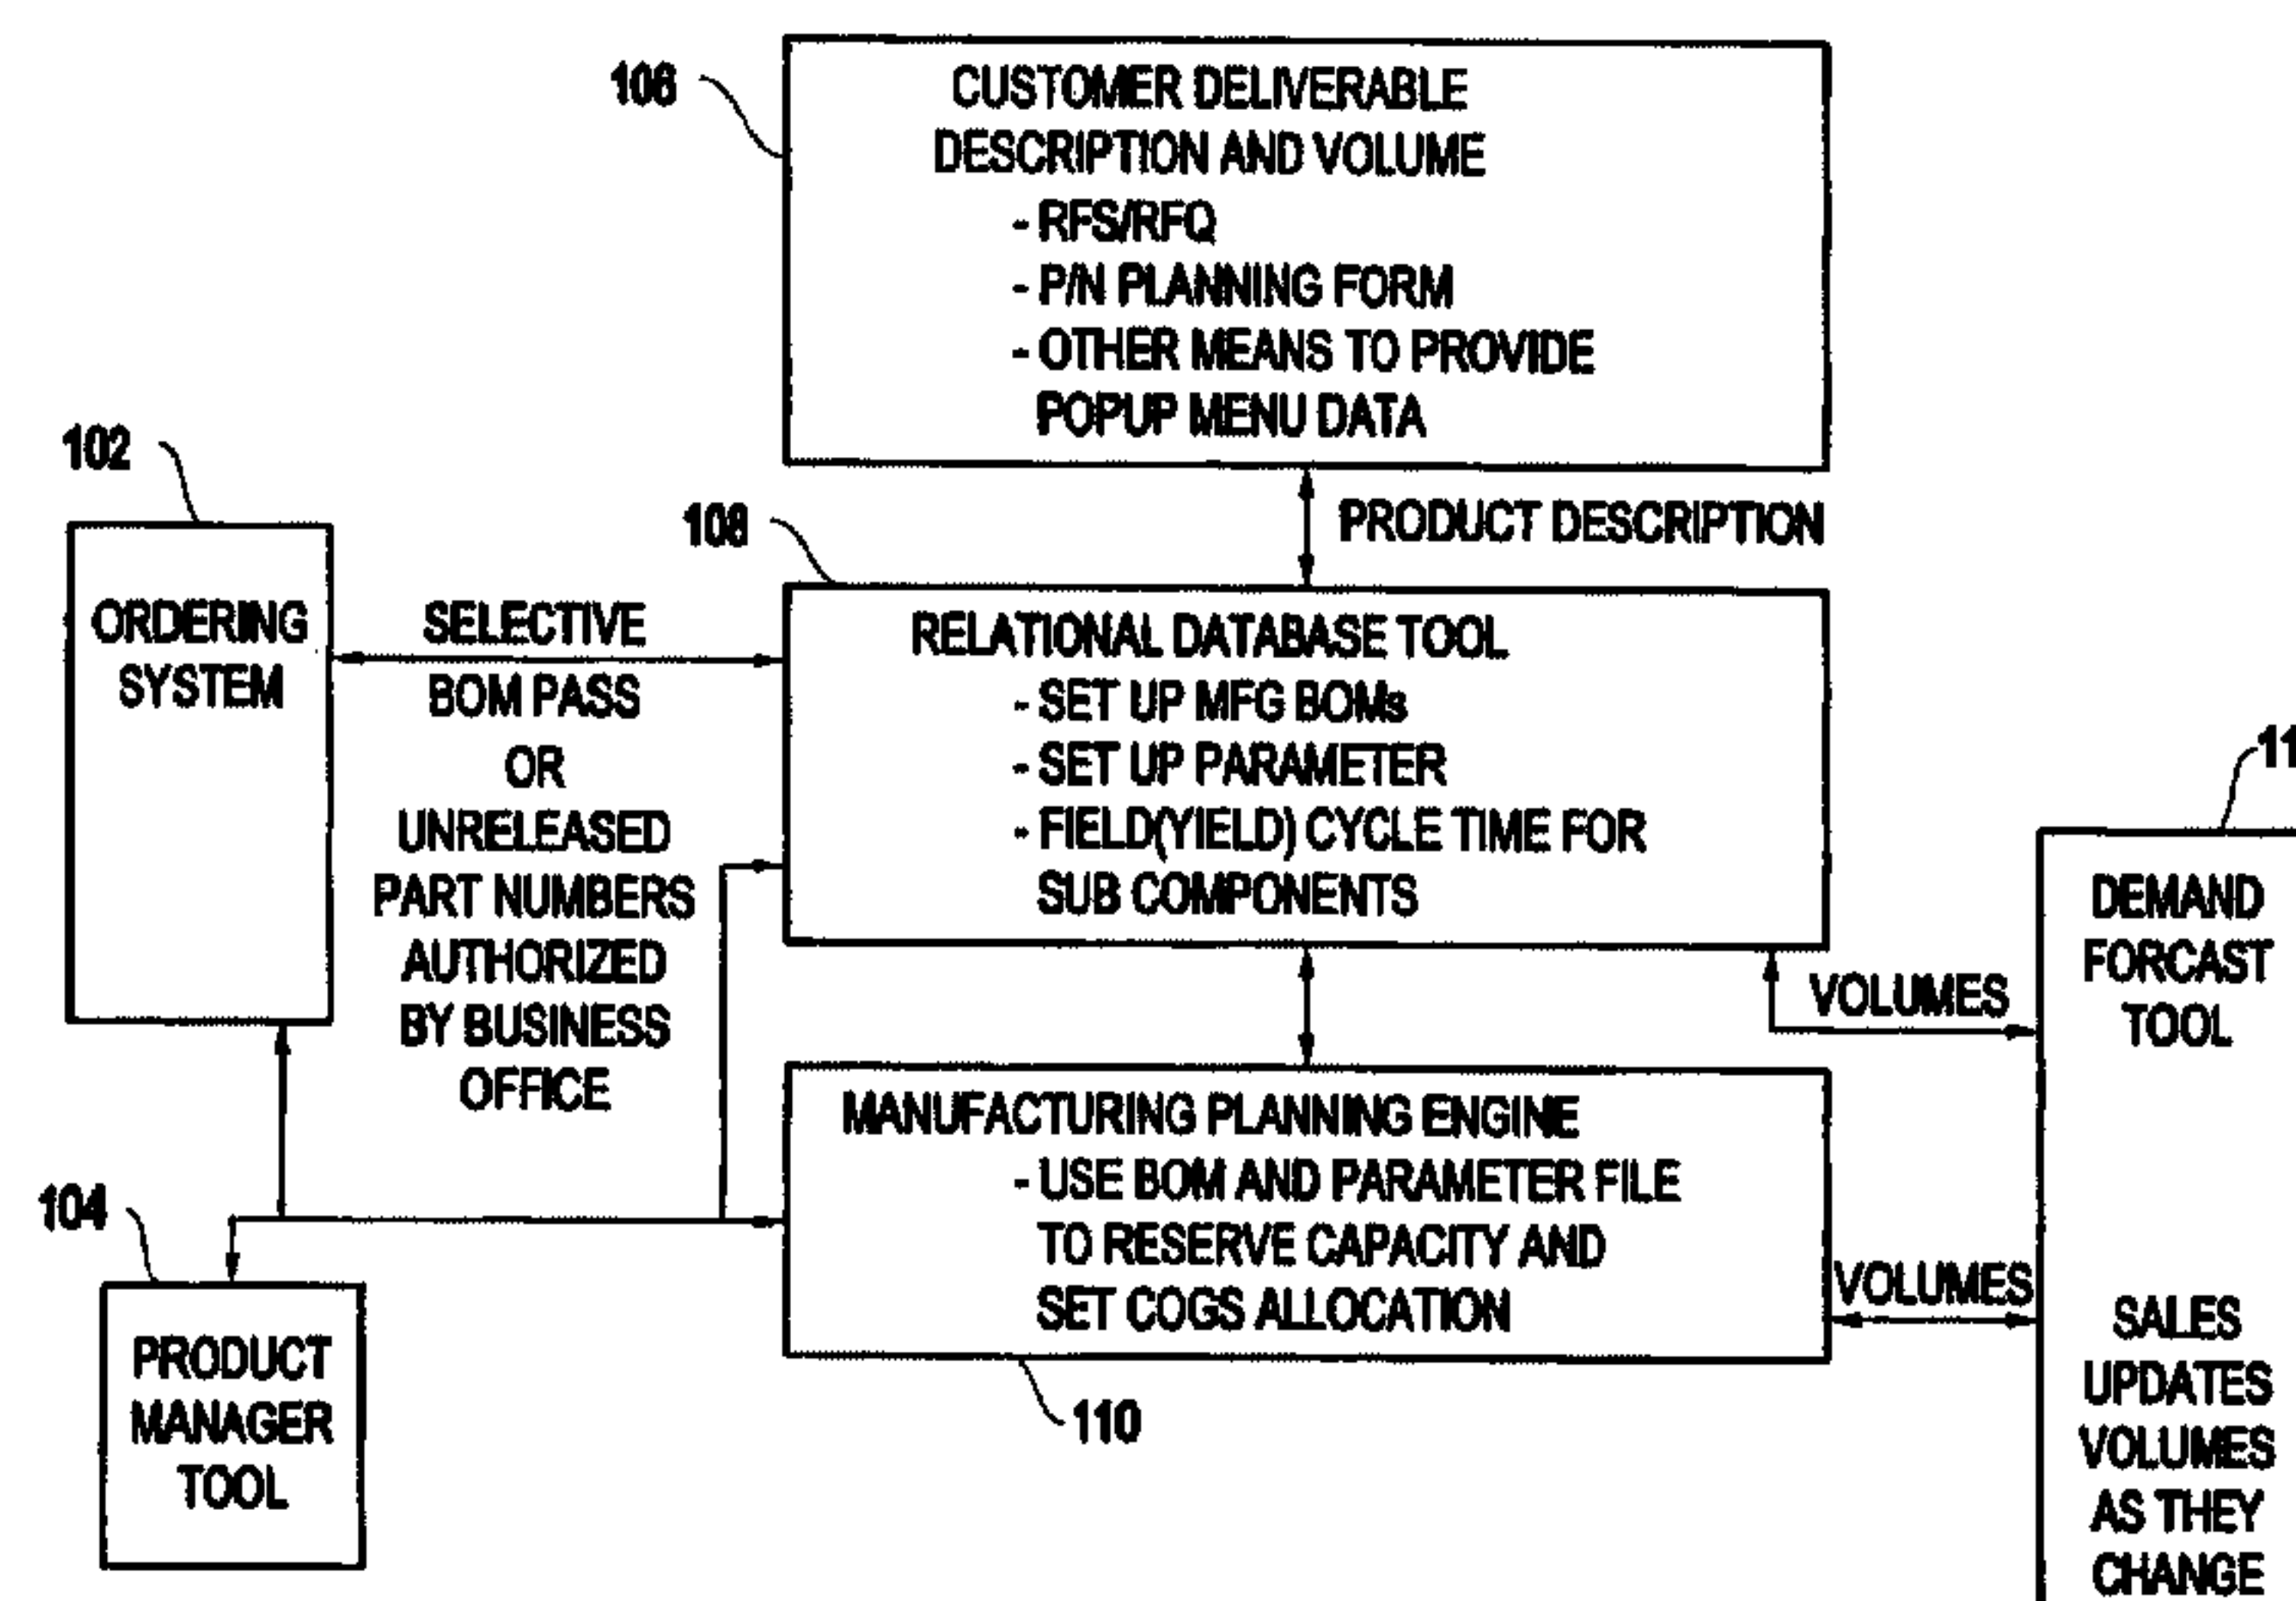 106
CUSTOMER DELIVERABLE
DESCRIPTION AND VOLUME
- RFS/RFQ
- P/N PLANNING FORM
- OTHER MEANS TO PROVIDE
POPUP MENU DATA
PRODUCT DESCRIPTION
102
ORDERING
SYSTEM
SELECTIVE
BOM PASS
OR
UNRELEASED
PART NUMBERS
AUTHORIZED
BY BUSINESS
OFFICE
108
RELATIONAL DATABASE TOOL
- SET UP MFG BOMs
- SET UP PARAMETER
- FIELD(YIELD) CYCLE TIME FOR
SUB COMPONENTS
VOLUMES
11
DEMAND
FORCAST
TOOL
SALES
UPDATES
VOLUMES
AS THEY
CHANGE
104
PRODUCT
MANAGER
TOOL
MANUFACTURING PLANNING ENGINE
- USE BOM AND PARAMETER FILE
TO RESERVE CAPACITY AND
SET COGS ALLOCATION
110
VOLUMES